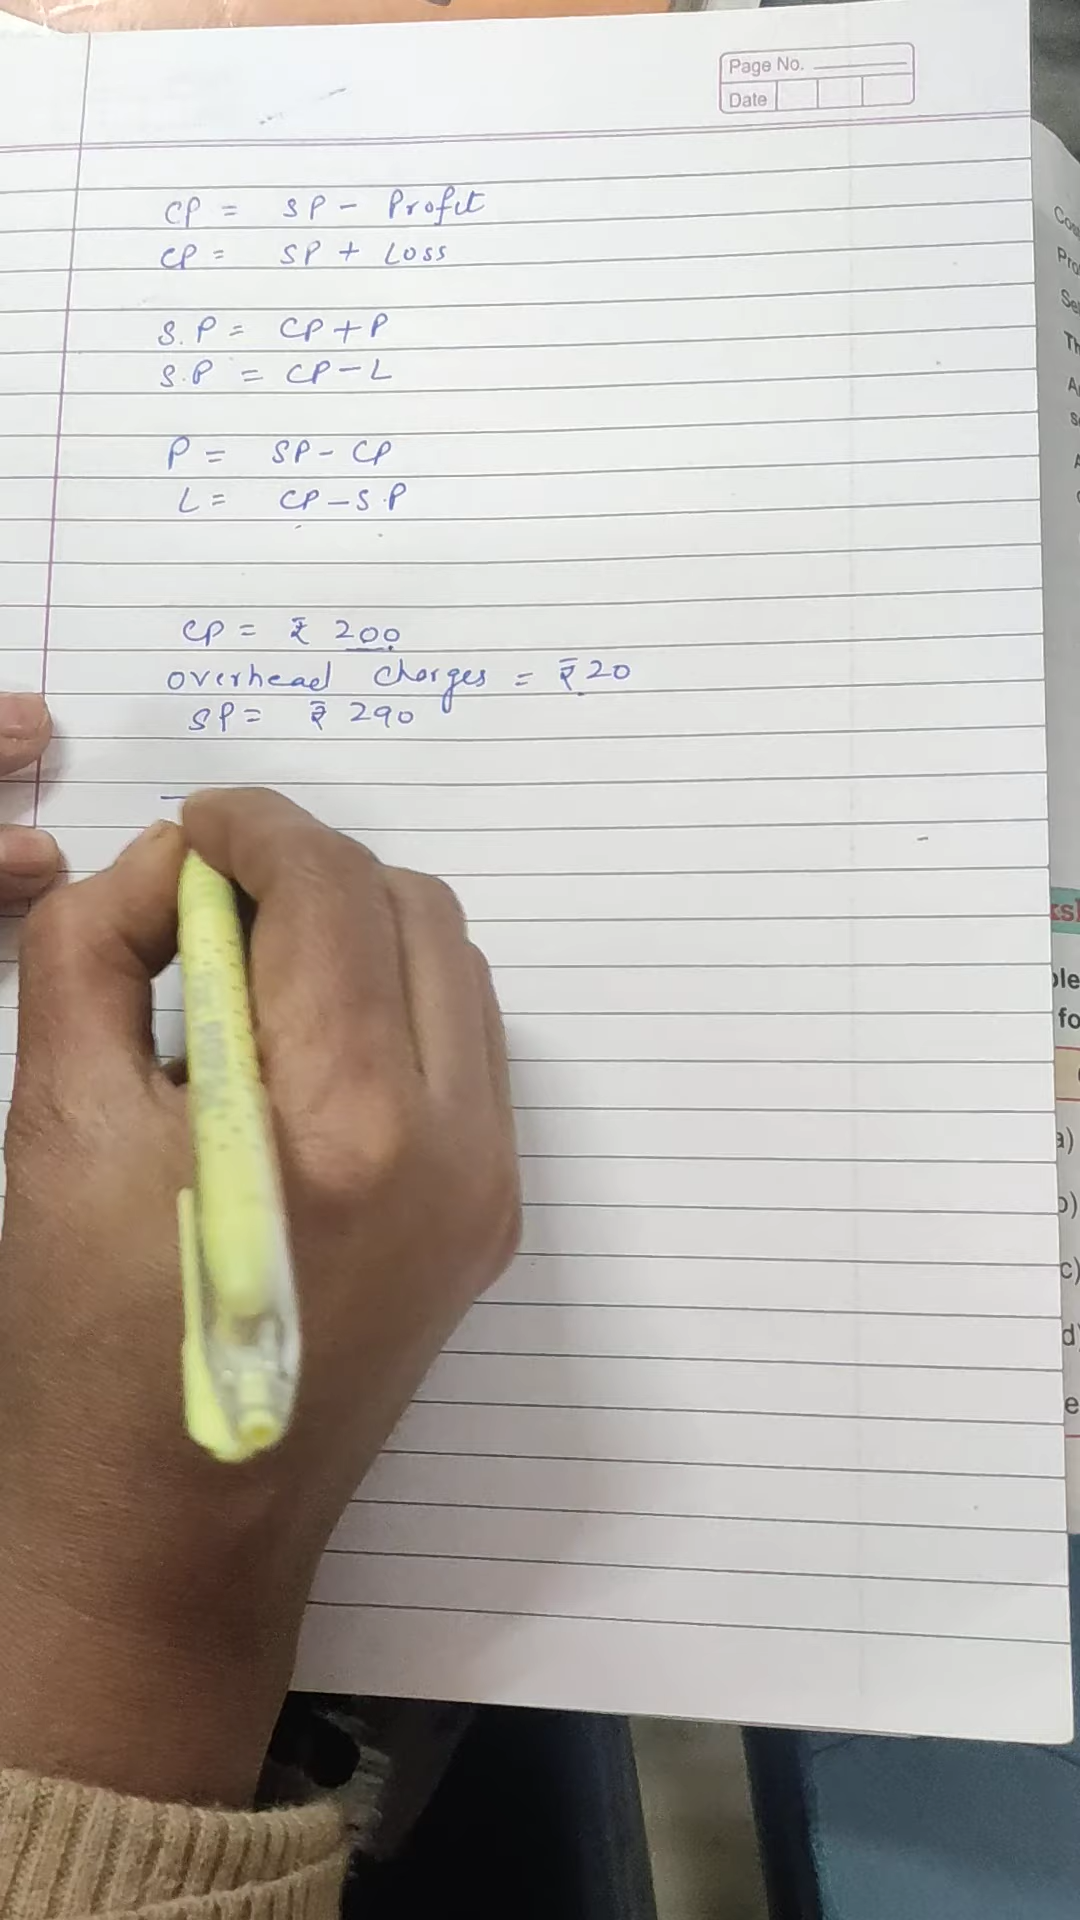 Page No.
Date
CP = SP - Profit
CP = SP + Loss
S.P = CP + P
S.P = CP - L
P = SP - CP
L = CP - S.P
CP = ₹ 200
overhead charges = ₹20
SP = ₹ 290